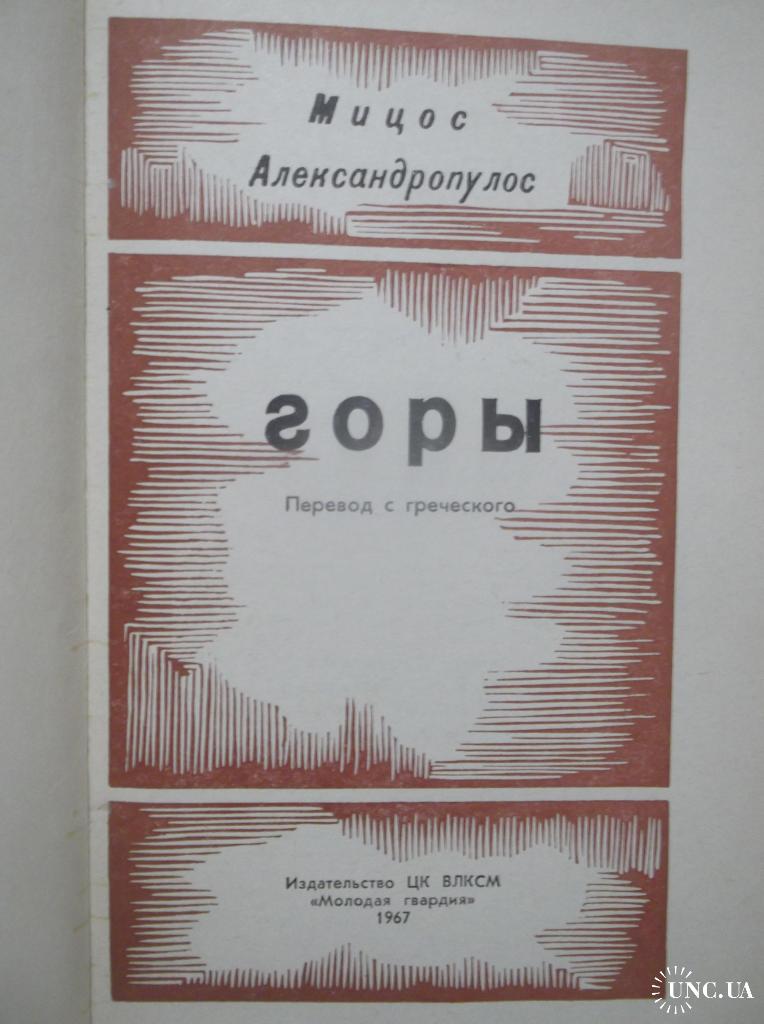 Мицос
Александропулос
горы
Перевод с греческого
Издательство ЦК ВЛКСМ
«Молодая гвардия»
1967
UNC.UA